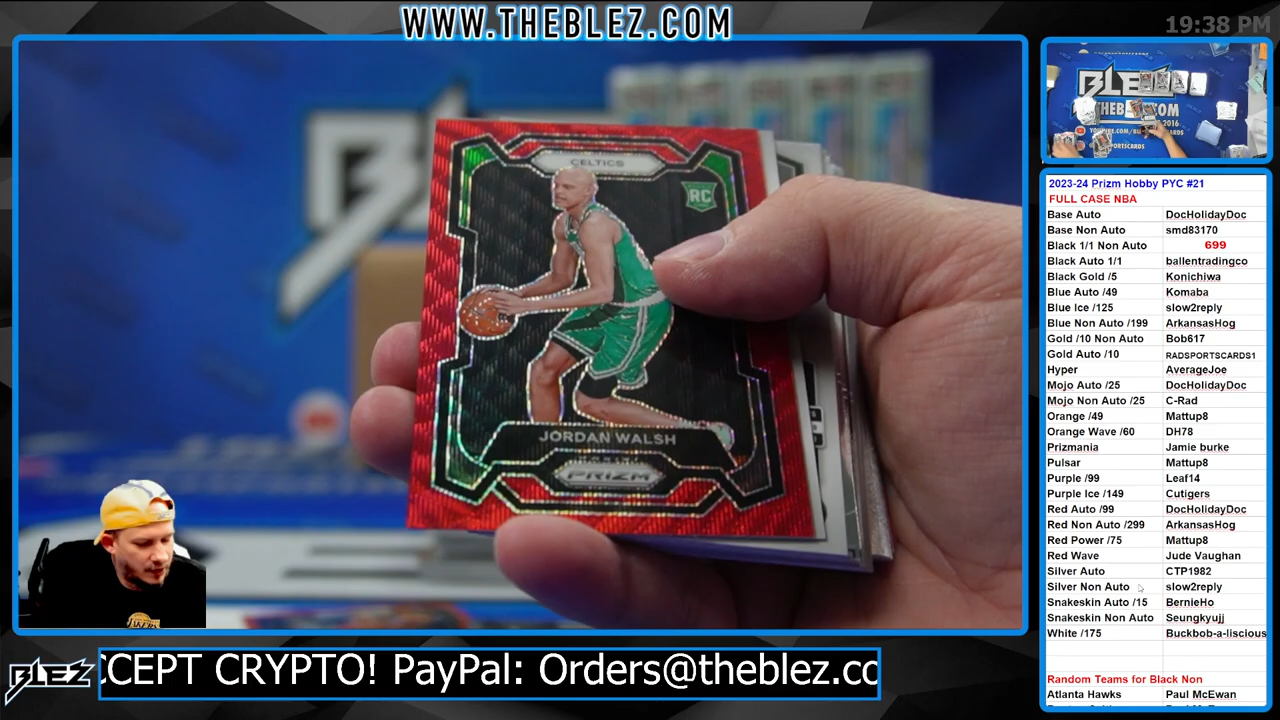 WWW.THEBLEZ.COM
19:38 PM
CELTICS
RC
JORDAN WALSH
PANINI
PRIZM
BLEZ
THEBLEZ.COM
2023-24 Prizm Hobby PYC #21
FULL CASE NBA
Base Auto DocHolidayDoc
Base Non Auto smd83170
Black 1/1 Non Auto 699
Black Auto 1/1 ballentradingco
Black Gold /5 Konichiwa
Blue Auto /49 Komaba
Blue ice /125 slow2reply
Blue Non Auto /199 ArkansasHog
Gold /10 Non Auto Bob617
Gold Auto /10 RADSPORTSCARDS1
Hyper AverageJoe
Mojo Auto /25 DocHolidayDoc
Mojo Non Auto /25 C-Rad
Orange /49 Mattup8
Orange Wave /60 DH78
Prizmania Jamie burke
Pulsar Mattup8
Purple /99 Leaf14
Purple Ice /149 Cutigers
Red Auto /99 DocHolidayDoc
Red Non Auto /299 ArkansasHog
Red Power /75 Mattup8
Red Wave Jude Vaughan
Silver Auto CTP1982
Silver Non Auto slow2reply
Snakeskin Auto /15 BernieHo
Snakeskin Non Auto Seungkyujj
White /175 Buckbob-a-liscious
Random Teams for Black Non
Atlanta Hawks Paul McEwan
BLEZ
CCEPT CRYPTO! PayPal: Orders@theblez.co